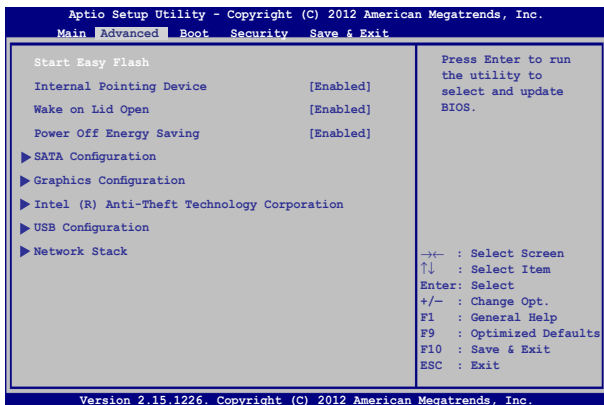 Aptio Setup Utility - Copyright (C) 2012 American Megatrends, Inc.
Main Advanced Boot Security Save & Exit
Start Easy Flash
Internal Pointing Device [Enabled]
Wake on Lid Open [Enabled]
Power Off Energy Saving [Enabled]
SATA Configuration
Graphics Configuration
Intel (R) Anti-Theft Technology Corporation
USB Configuration
Network Stack
Press Enter to run
the utility to
select and update
BIOS.
→← : Select Screen
↑↓ : Select Item
Enter: Select
+/— : Change Opt.
F1 : General Help
F9 : Optimized Defaults
F10 : Save & Exit
ESC : Exit
Version 2.15.1226. Copyright (C) 2012 American Megatrends, Inc.